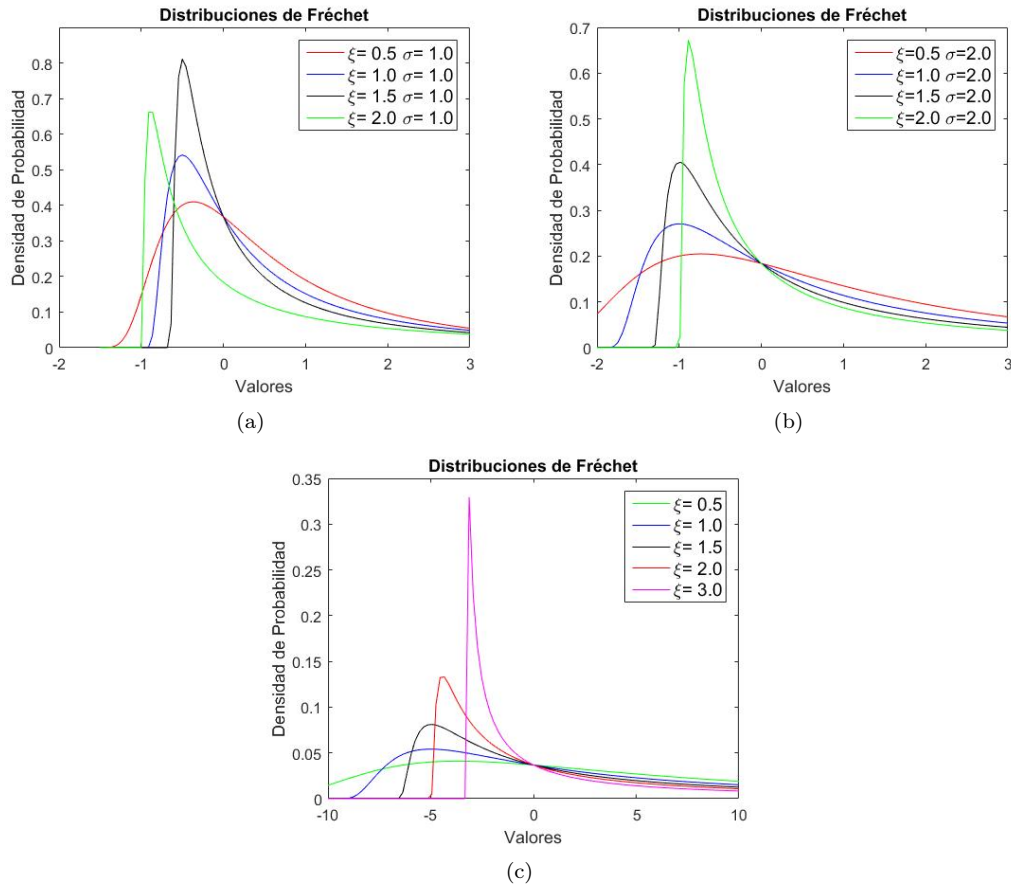 Distribuciones de Fréchet
Densidad de Probabilidad
0.8
0.7
0.6
0.5
0.4
0.3
0.2
0.1
0
ξ= 0.5 σ= 1.0
ξ= 1.0 σ= 1.0
ξ= 1.5 σ= 1.0
ξ= 2.0 σ= 1.0
-2 -1 0 1 2 3
Valores
(a)
Distribuciones de Fréchet
Densidad de Probabilidad
0.7
0.6
0.5
0.4
0.3
0.2
0.1
0
ξ=0.5 σ=2.0
ξ=1.0 σ=2.0
ξ=1.5 σ=2.0
ξ=2.0 σ=2.0
-2 -1 0 1 2 3
Valores
(b)
Distribuciones de Fréchet
Densidad de Probabilidad
0.35
0.3
0.25
0.2
0.15
0.1
0.05
0
ξ= 0.5
ξ= 1.0
ξ= 1.5
ξ= 2.0
ξ= 3.0
-10 -5 0 5 10
Valores
(c)